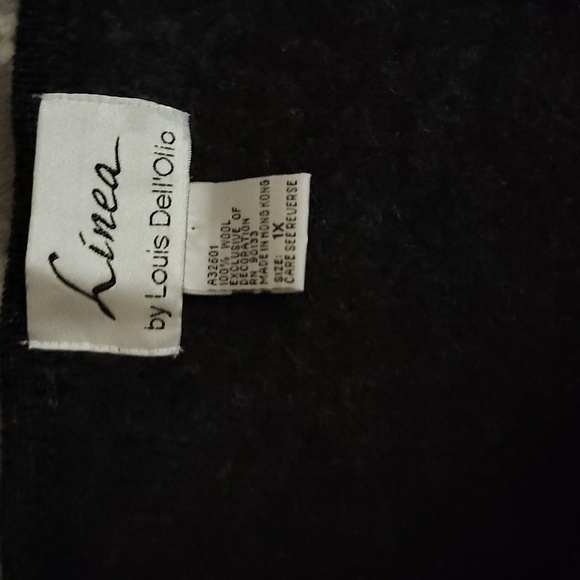 Linea
by Louis Dell'Olio
A32601
100% WOOL
EXCLUSIVE OF
DECORATION
RN 90133
MADE IN HONG KONG
SIZE: 1X
CARE SEE REVERSE